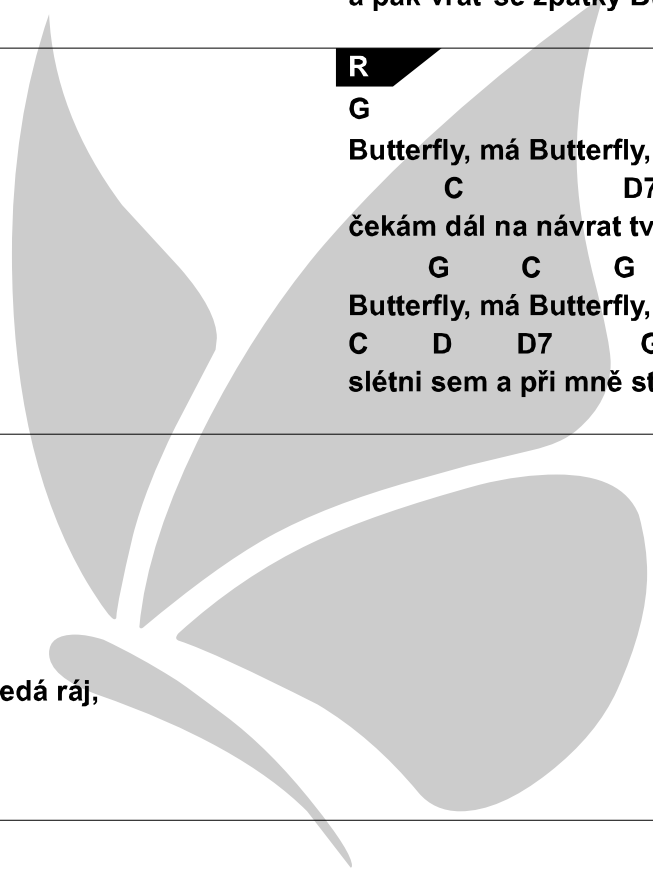 a pak vrať se zpátky
R
G
Butterfly, má Butterfly,
C D7
čekám dál na návrat
G C G
Butterfly, má Butterfly,
C D D7
slétni sem a při mně
ráj,